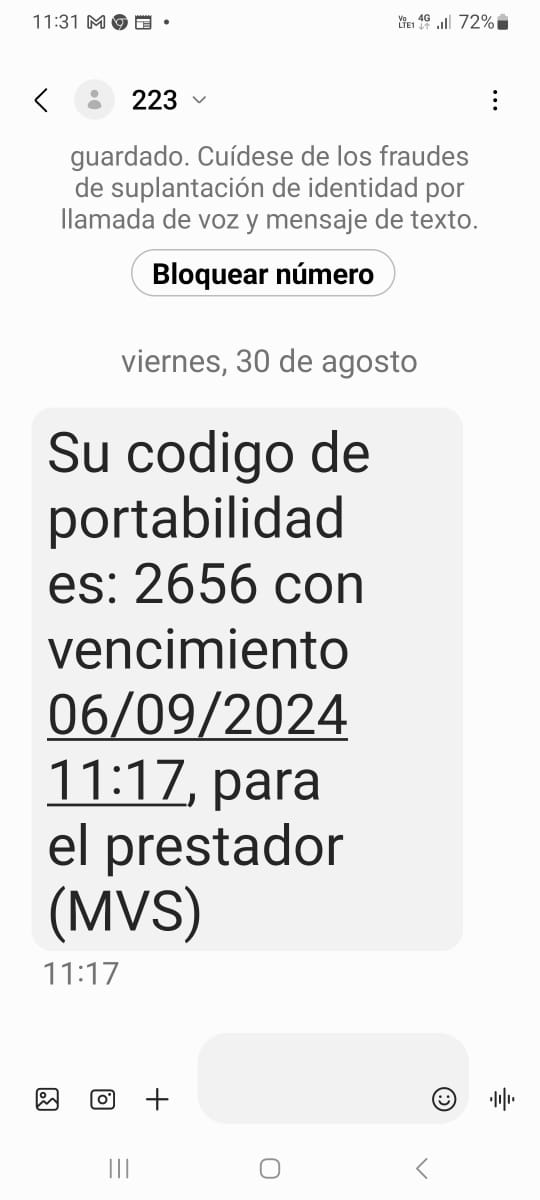 11:31
Vo LTE1 4G 72%
223
guardado. Cuídese de los fraudes
de suplantación de identidad por
llamada de voz y mensaje de texto.
Bloquear número
viernes, 30 de agosto
Su codigo de
portabilidad
es: 2656 con
vencimiento
06/09/2024
11:17, para
el prestador
(MVS)
11:17